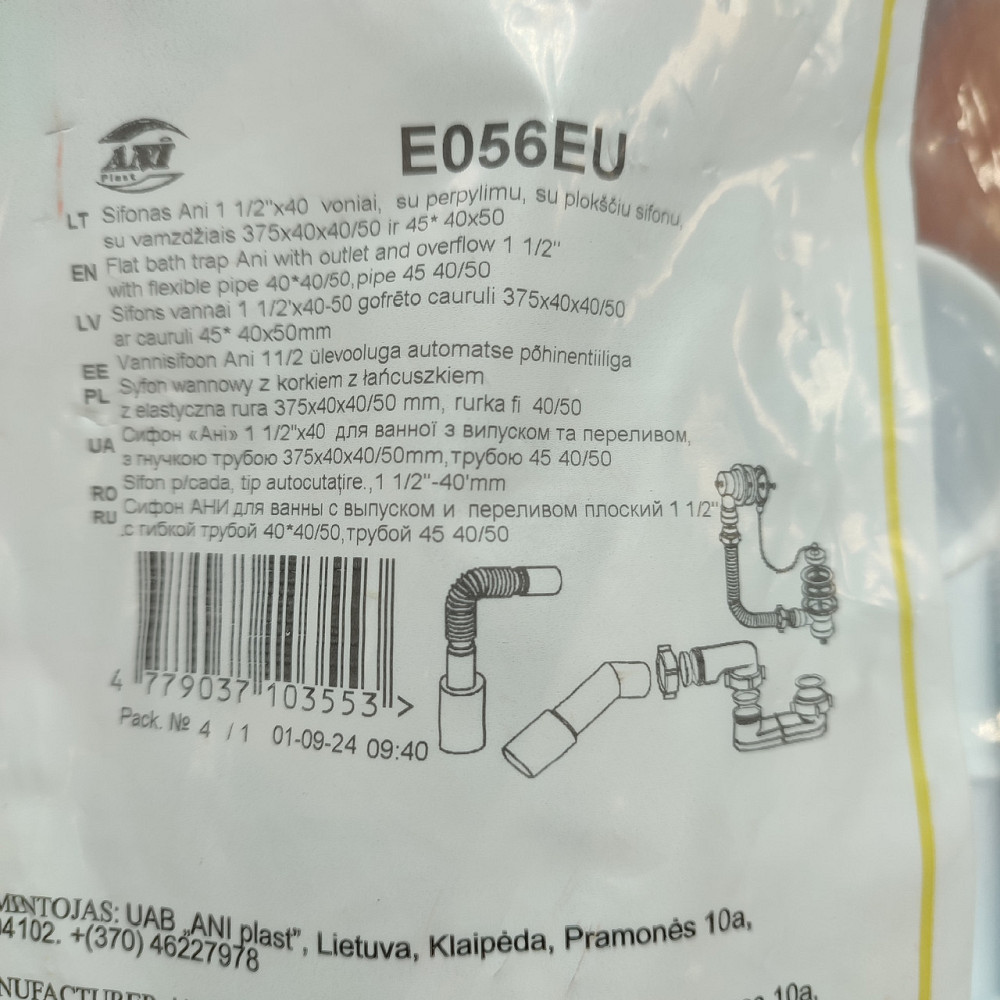 ANI
Plast
E056EU
LT Sifonas Ani 1 1/2"x40 voniai, su perpylimu, su plokščiu sifonu,
su vamzdžiais 375x40x40/50 ir 45* 40x50
EN Flat bath trap Ani with outlet and overflow 1 1/2"
with flexible pipe 40*40/50,pipe 45 40/50
LV Sifons vannai 1 1/2'x40-50 gofrēto cauruli 375x40x40/50
ar cauruli 45* 40x50mm
EE Vannisifoon Ani 11/2 ülevooluga automatse põhinentiiliga
PL Syfon wannowy z korkiem z łańcuszkiem
z elastyczna rura 375x40x40/50 mm, rurka fi 40/50
UA Сифон «Ані» 1 1/2"x40 для ванної з випуском та переливом,
з гнучкою трубою 375x40x40/50mm,трубою 45 40/50
RO Sifon p/cada, tip autocutațire.,1 1/2"-40'mm
RU Сифон АНИ для ванны с выпуском и переливом плоский 1 1/2"
.с гибкой трубой 40*40/50,трубой 45 40/50
4 779037 103553 >
Pack. № 4 / 1 01-09-24 09:40
MINTOJAS: UAB „ANI plast”, Lietuva, Klaipėda, Pramonės 10a,
4102. +(370) 46227978
NUFACTURER
10a,